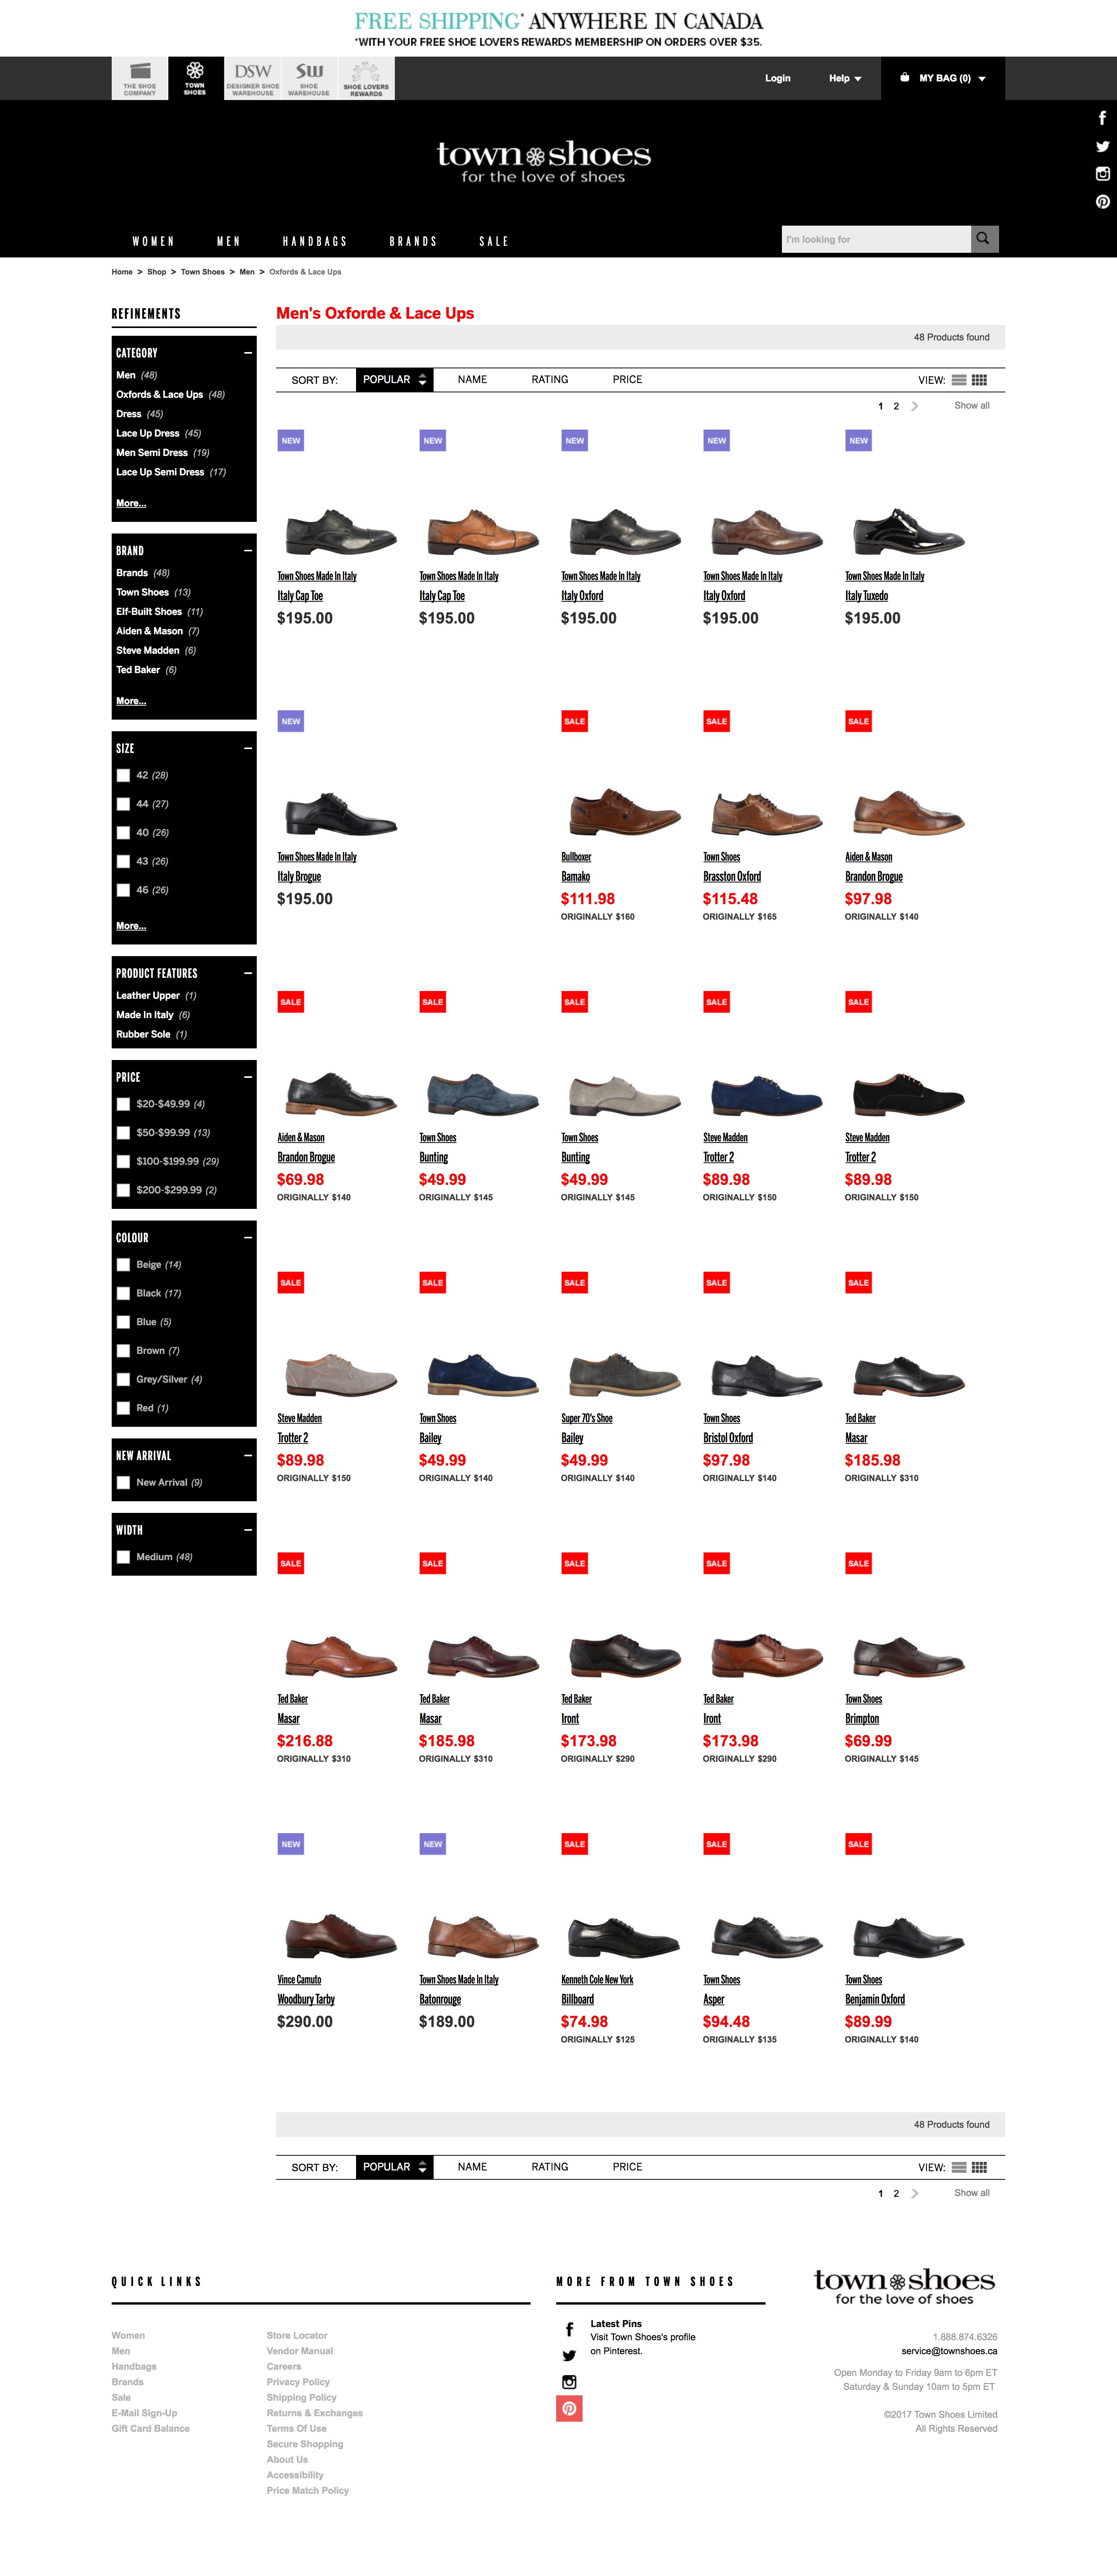 FREE SHIPPING* ANYWHERE IN CANADA
*WITH YOUR FREE SHOE LOVERS REWARDS MEMBERSHIP ON ORDERS OVER $35.
THE SHOE COMPANY
TOWN SHOES
DSW DESIGNER SHOE WAREHOUSE
SW SHOE WAREHOUSE
SHOE LOVERS REWARDS
Login
Help
MY BAG (0)
town shoes
for the love of shoes
WOMEN MEN HANDBAGS BRANDS SALE
I'm looking for
Home > Shop > Town Shoes > Men > Oxfords & Lace Ups
REFINEMENTS
CATEGORY
Men (48)
Oxfords & Lace Ups (48)
Dress (45)
Lace Up Dress (45)
Men Semi Dress (19)
Lace Up Semi Dress (17)
More...
BRAND
Brands (48)
Town Shoes (13)
Elf-Built Shoes (11)
Aiden & Mason (7)
Steve Madden (6)
Ted Baker (6)
More...
SIZE
42 (28)
44 (27)
40 (26)
43 (26)
46 (26)
More...
PRODUCT FEATURES
Leather Upper (1)
Made In Italy (6)
Rubber Sole (1)
PRICE
$20-$49.99 (4)
$50-$99.99 (13)
$100-$199.99 (29)
$200-$299.99 (2)
COLOUR
Beige (14)
Black (17)
Blue (5)
Brown (7)
Grey/Silver (4)
Red (1)
NEW ARRIVAL
New Arrival (9)
WIDTH
Medium (48)
Men's Oxforde & Lace Ups
48 Products found
SORT BY: POPULAR NAME RATING PRICE VIEW:
1 2 Show all
NEW NEW NEW NEW NEW
Town Shoes Made In Italy Town Shoes Made In Italy Town Shoes Made In Italy Town Shoes Made In Italy Town Shoes Made In Italy
Italy Cap Toe Italy Cap Toe Italy Oxford Italy Oxford Italy Tuxedo
$195.00 $195.00 $195.00 $195.00 $195.00
NEW SALE SALE SALE
Town Shoes Made In Italy Bullboxer Town Shoes Aiden & Mason
Italy Brogue Bamako Brasston Oxford Brandon Brogue
$195.00 $111.98 $115.48 $97.98
ORIGINALLY $160 ORIGINALLY $165 ORIGINALLY $140
SALE SALE SALE SALE SALE
Aiden & Mason Town Shoes Town Shoes Steve Madden Steve Madden
Brandon Brogue Bunting Bunting Trotter 2 Trotter 2
$69.98 $49.99 $49.99 $89.98 $89.98
ORIGINALLY $140 ORIGINALLY $145 ORIGINALLY $145 ORIGINALLY $150 ORIGINALLY $150
SALE SALE SALE SALE SALE
Steve Madden Town Shoes Super 70's Shoe Town Shoes Ted Baker
Trotter 2 Bailey Bailey Bristol Oxford Masar
$89.98 $49.99 $49.99 $97.98 $185.98
ORIGINALLY $150 ORIGINALLY $140 ORIGINALLY $140 ORIGINALLY $140 ORIGINALLY $310
SALE SALE SALE SALE SALE
Ted Baker Ted Baker Ted Baker Ted Baker Town Shoes
Masar Masar Iront Iront Brimpton
$216.88 $185.98 $173.98 $173.98 $69.99
ORIGINALLY $310 ORIGINALLY $310 ORIGINALLY $290 ORIGINALLY $290 ORIGINALLY $145
NEW NEW SALE SALE SALE
Vince Camuto Town Shoes Made In Italy Kenneth Cole New York Town Shoes Town Shoes
Woodbury Tarby Batonrouge Billboard Asper Benjamin Oxford
$290.00 $189.00 $74.98 $94.48 $89.99
ORIGINALLY $125 ORIGINALLY $135 ORIGINALLY $140
48 Products found
SORT BY: POPULAR NAME RATING PRICE VIEW:
1 2 Show all
QUICK LINKS
Women
Men
Handbags
Brands
Sale
E-Mail Sign-Up
Gift Card Balance
Store Locator
Vendor Manual
Careers
Privacy Policy
Shipping Policy
Returns & Exchanges
Terms Of Use
Secure Shopping
About Us
Accessibility
Price Match Policy
MORE FROM TOWN SHOES
Latest Pins
Visit Town Shoes's profile
on Pinterest.
town shoes
for the love of shoes
1.888.874.6326
service@townshoes.ca
Open Monday to Friday 9am to 6pm ET
Saturday & Sunday 10am to 5pm ET
©2017 Town Shoes Limited
All Rights Reserved